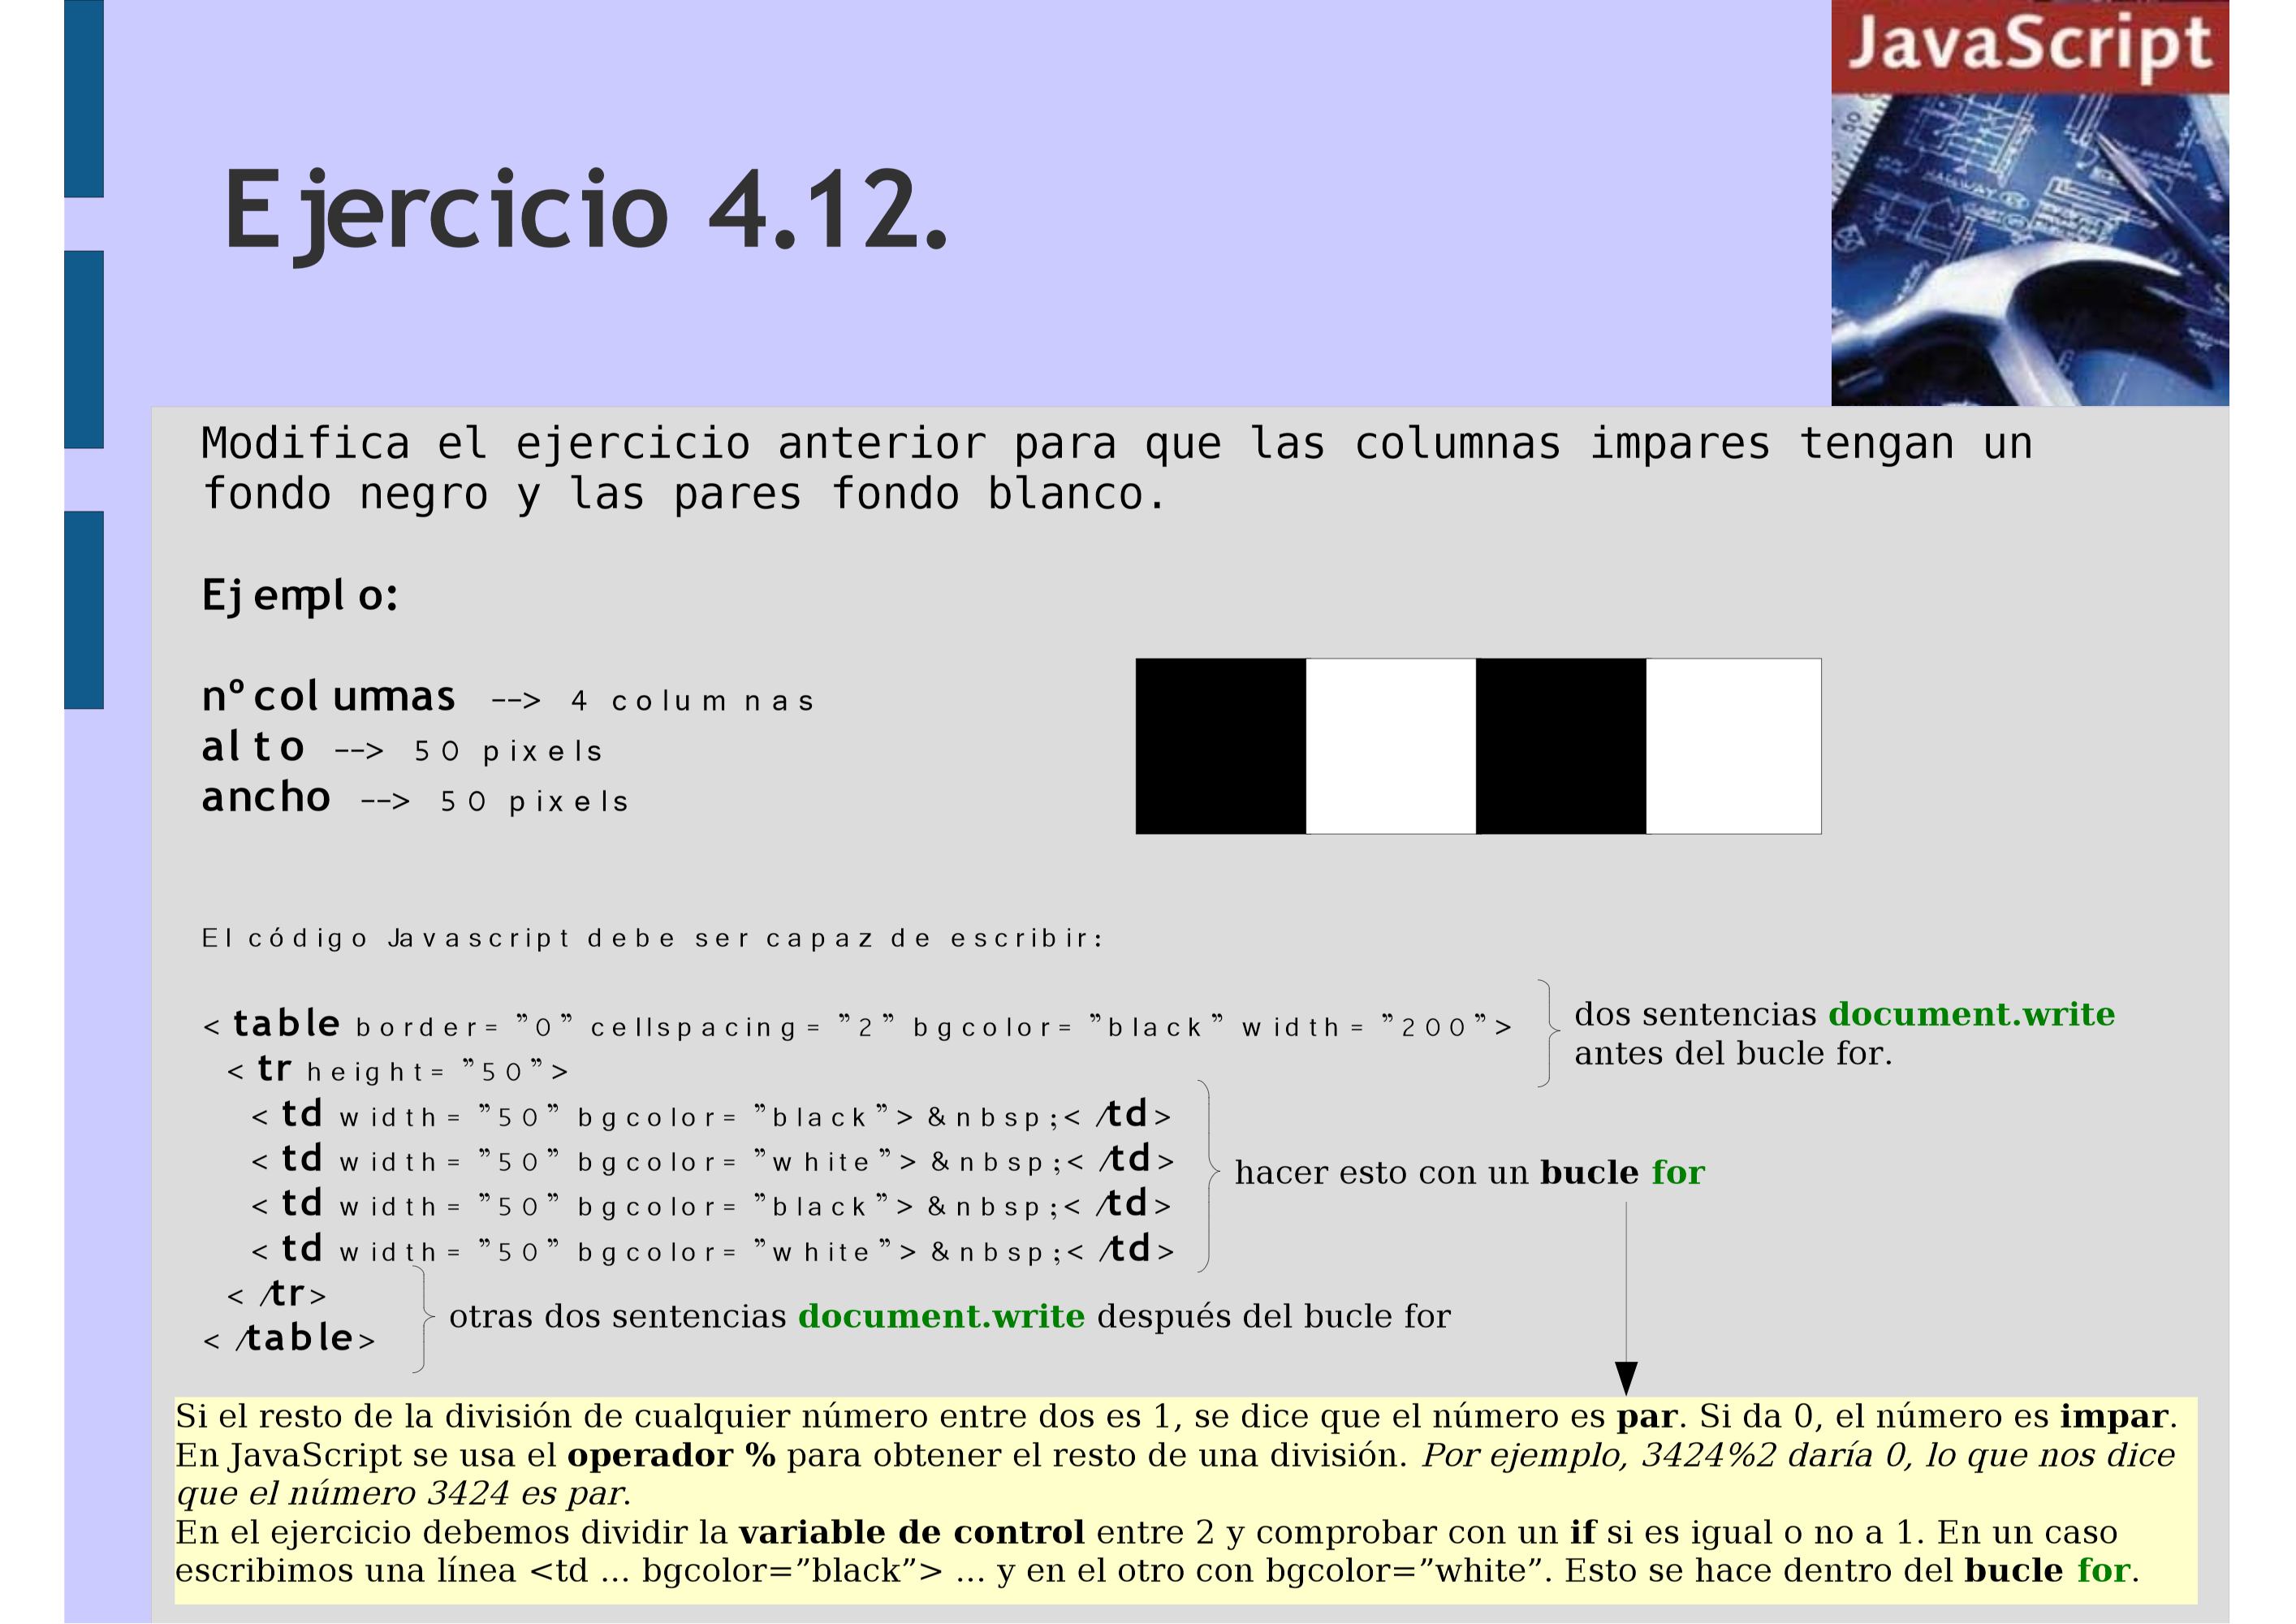 JavaScript
Ejercicio 4.12.
Modifica el ejercicio anterior para que las columnas impares tengan un
fondo negro y las pares fondo blanco.
Ejemplo:
nº columnas --> 4 columnas
alto --> 50 pixels
ancho --> 50 pixels
El código Javascript debe ser capaz de escribir:
<table border="0" cellspacing="2" bgcolor="black" width="200">
<tr height="50">
<td width="50" bgcolor="black">&nbsp;</td>
<td width="50" bgcolor="white">&nbsp;</td>
<td width="50" bgcolor="black">&nbsp;</td>
<td width="50" bgcolor="white">&nbsp;</td>
</tr>
</table>
dos sentencias document.write
antes del bucle for.
hacer esto con un bucle for
otras dos sentencias document.write después del bucle for
Si el resto de la división de cualquier número entre dos es 1, se dice que el número es par. Si da 0, el número es impar.
En JavaScript se usa el operador % para obtener el resto de una división. Por ejemplo, 3424%2 daría 0, lo que nos dice
que el número 3424 es par.
En el ejercicio debemos dividir la variable de control entre 2 y comprobar con un if si es igual o no a 1. En un caso
escribimos una línea <td ... bgcolor=”black”> ... y en el otro con bgcolor=”white”. Esto se hace dentro del bucle for.